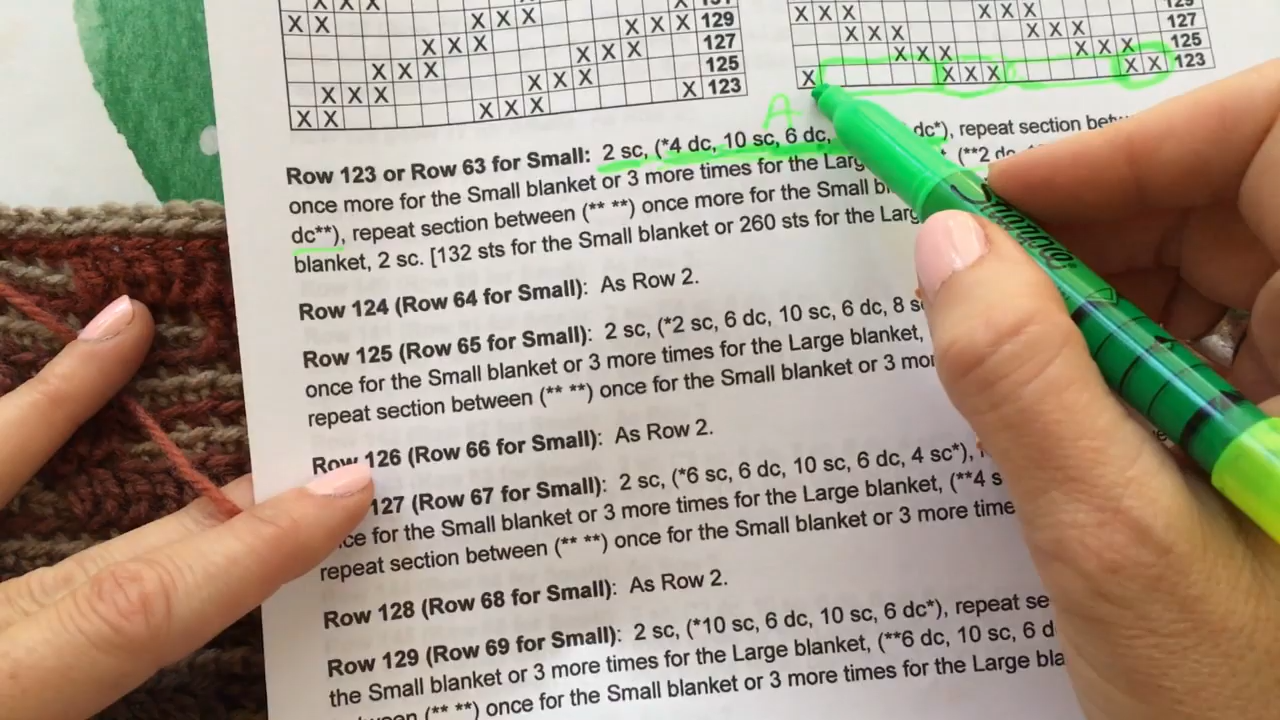 X X X
X X X X X X X X 129
X X X X X X 127
X X X X X X 125
X X X X X X X 123
X X X X X
X X X X X X 129
X X X X X X 127
X X X X X X 125
X X X X X X 123
A
Row 123 or Row 63 for Small: 2 sc, (*4 dc, 10 sc, 6 dc, dc*), repeat section
once more for the Small blanket or 3 more times for the (**2 dc
dc**), repeat section between (** **) once more for the Small
blanket, 2 sc. [132 sts for the Small blanket or 260 sts for the
Row 124 (Row 64 for Small): As Row 2.
Row 125 (Row 65 for Small): 2 sc, (*2 sc, 6 dc, 10 sc, 6 dc, 8
once for the Small blanket or 3 more times for the Large blanket,
repeat section between (** **) once for the Small blanket or 3
Row 126 (Row 66 for Small): As Row 2.
127 (Row 67 for Small): 2 sc, (*6 sc, 6 dc, 10 sc, 6 dc, 4 sc*),
for the Small blanket or 3 more times for the Large blanket, (**4
repeat section between (** **) once for the Small blanket or 3 more
Row 128 (Row 68 for Small): As Row 2.
Row 129 (Row 69 for Small): 2 sc, (*10 sc, 6 dc, 10 sc, 6 dc*), repeat
the Small blanket or 3 more times for the Large blanket, (**6 dc, 10 sc, 6
(** **) once for the Small blanket or 3 more times for the Large
Sharpie